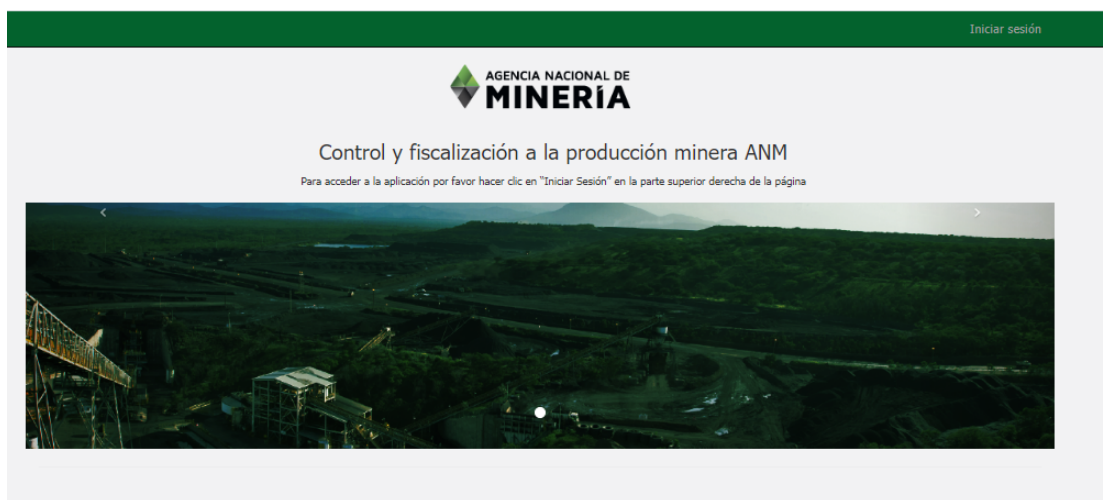 Iniciar sesión
AGENCIA NACIONAL DE
MINERÍA
Control y fiscalización a la producción minera ANM
Para acceder a la aplicación por favor hacer clic en "Iniciar Sesión" en la parte superior derecha de la página